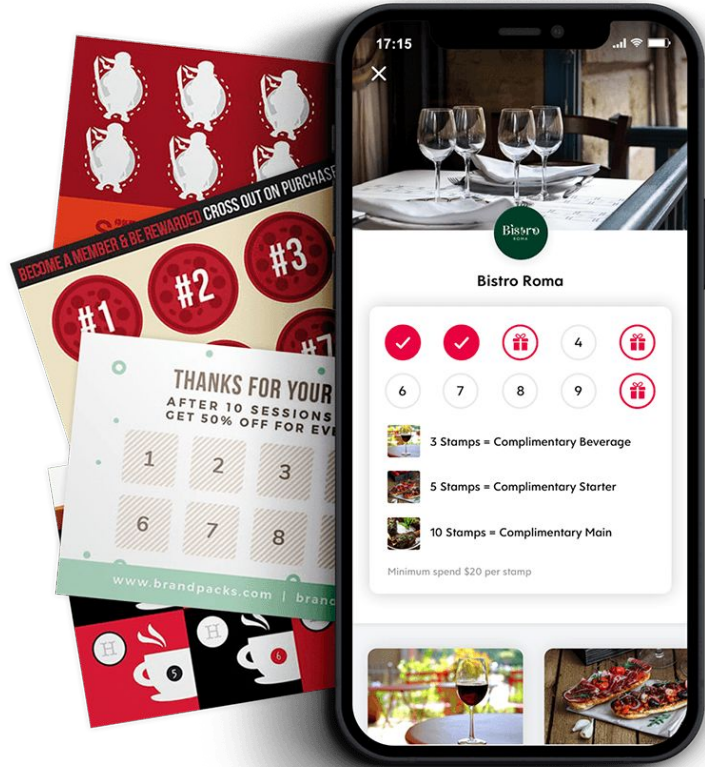 BECOME A MEMBER & BE REWARDED CROSS OUT ON PURCHASE
#1
#2
#3
#7
THANKS FOR YOUR
AFTER 10 SESSIONS
GET 50% OFF FOR
1
2
3
6
7
8
www.brandpacks.com |
H
5
H
6
17:15
Bistro
ROMA
Bistro Roma
4
6
7
8
9
3 Stamps = Complimentary Beverage
5 Stamps = Complimentary Starter
10 Stamps = Complimentary Main
Minimum spend $20 per stamp